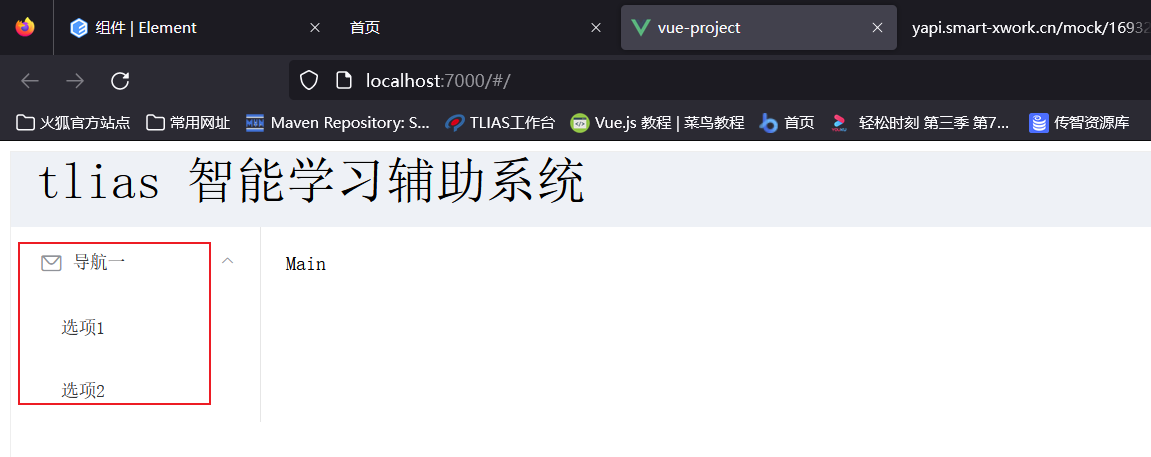 组件 | Element
首页
vue-project
yapi.smart-xwork.cn/mock/16932
localhost:7000/#/
火狐官方站点
常用网址
Maven Repository: S...
TLIAS工作台
Vue.js 教程 | 菜鸟教程
首页
轻松时刻 第三季 第7...
传智资源库
tlias 智能学习辅助系统
导航一
Main
选项1
选项2